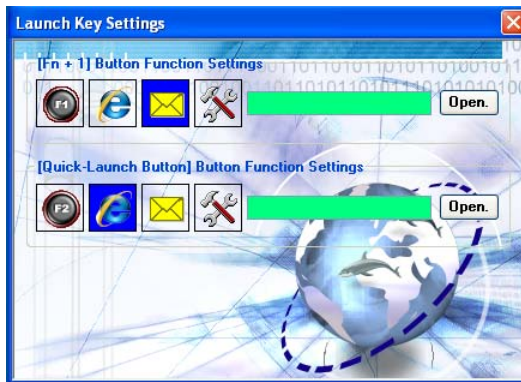 Launch Key Settings
[Fn + 1] Button Function Settings
F1
Open.
[Quick-Launch Button] Button Function Settings
F2
Open.